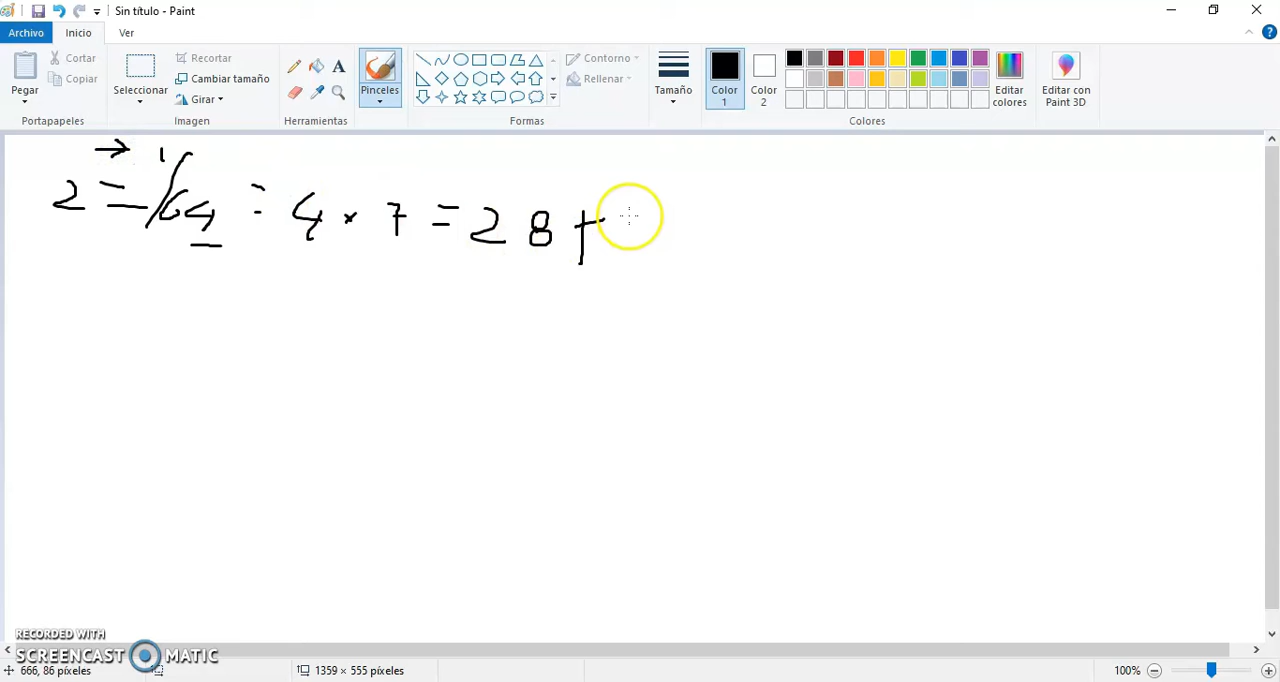 Sin título - Paint
Archivo Inicio Ver
Pegar
Cortar
Copiar
Portapapeles
Seleccionar
Recortar
Cambiar tamaño
Girar
Imagen
A
Herramientas
Pinceles
Contorno
Rellenar
Formas
Tamaño
Color 1
Color 2
Editar colores
Editar con Paint 3D
Colores
2 = 1/64 = 4 × 7 = 28 +
RECORDED WITH
SCREENCAST MATIC
666, 86 píxeles
1359 × 555 píxeles
100%